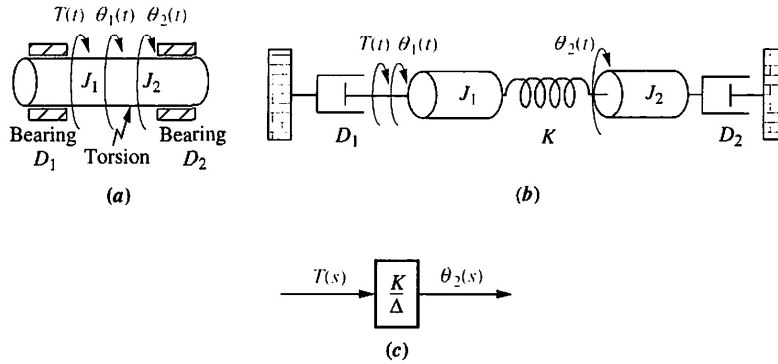 T(t) θ₁(t) θ₂(t)
J₁ J₂
Bearing Bearing
D₁ Torsion D₂
(a)
T(t) θ₁(t) θ₂(t)
J₁ J₂
D₁ K D₂
(b)
T(s) K/Δ θ₂(s)
(c)